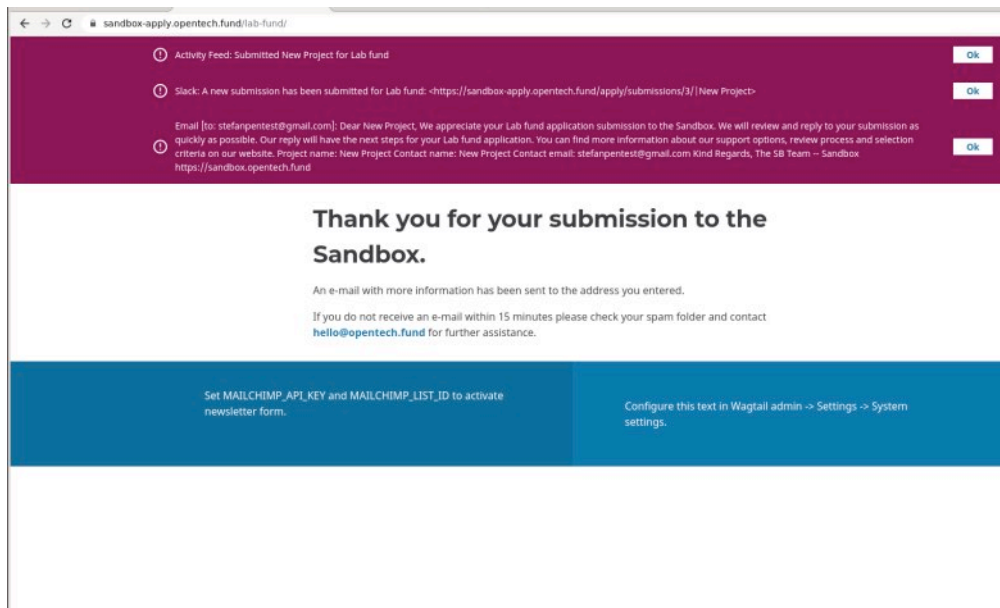 sandbox-apply.opentech.fund/lab-fund/
Activity Feed: Submitted New Project for Lab fund
Ok
Slack: A new submission has been submitted for Lab fund: <https://sandbox-apply.opentech.fund/apply/submissions/3/|New Project>
Ok
Email [to: stefanpentest@gmail.com]: Dear New Project, We appreciate your Lab fund application submission to the Sandbox. We will review and reply to your submission as
quickly as possible. Our reply will have the next steps for your Lab fund application. You can find more information about our support options, review process and selection
criteria on our website. Project name: New Project Contact name: New Project Contact email: stefanpentest@gmail.com Kind Regards, The SB Team -- Sandbox
https://sandbox.opentech.fund
Ok
Thank you for your submission to the
Sandbox.
An e-mail with more information has been sent to the address you entered.
If you do not receive an e-mail within 15 minutes please check your spam folder and contact
hello@opentech.fund for further assistance.
Set MAILCHIMP_API_KEY and MAILCHIMP_LIST_ID to activate
newsletter form.
Configure this text in Wagtail admin -> Settings -> System
settings.